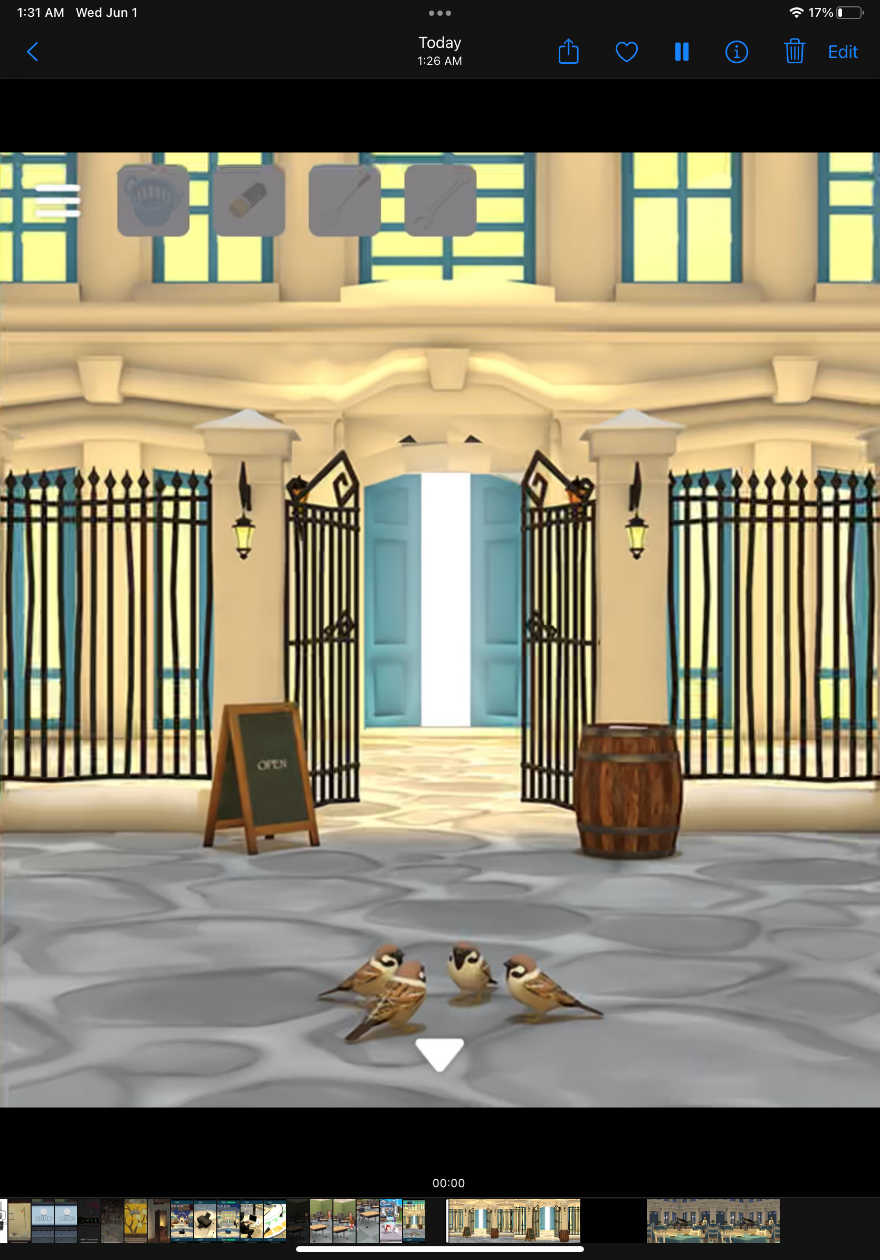 1:31 AM Wed Jun 1
17%
Today
1:26 AM
Edit
OPEN
00:00